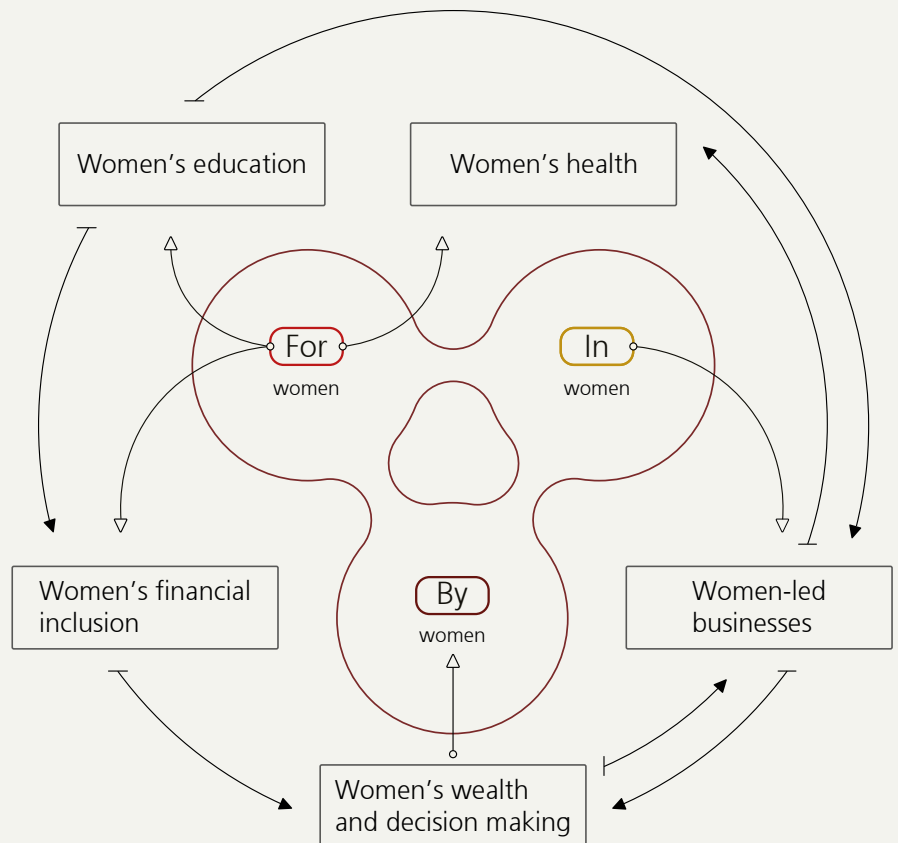 Women’s education
Women’s health
For
women
In
women
Women’s financial
inclusion
By
women
Women-led
businesses
Women’s wealth
and decision making